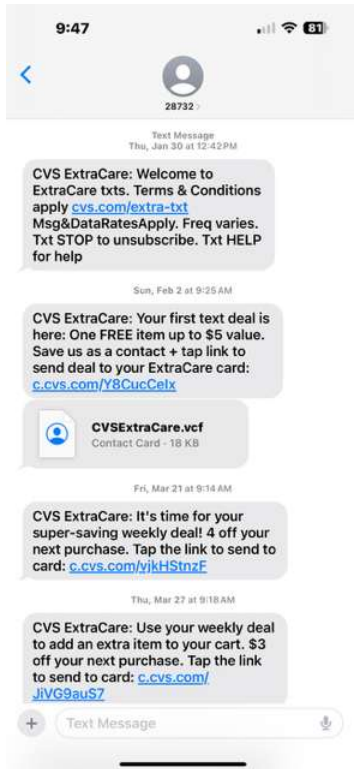 9:47
81
28732 >
Text Message
Thu, Jan 30 at 12:42 PM
CVS ExtraCare: Welcome to
ExtraCare txts. Terms & Conditions
apply cvs.com/extra-txt
Msg&DataRatesApply. Freq varies.
Txt STOP to unsubscribe. Txt HELP
for help
Sun, Feb 2 at 9:25 AM
CVS ExtraCare: Your first text deal is
here: One FREE item up to $5 value.
Save us as a contact + tap link to
send deal to your ExtraCare card:
c.cvs.com/Y8CucCeIx
CVSExtraCare.vcf
Contact Card · 18 KB
Fri, Mar 21 at 9:14 AM
CVS ExtraCare: It's time for your
super-saving weekly deal! 4 off your
next purchase. Tap the link to send to
card: c.cvs.com/vjkHStnzF
Thu, Mar 27 at 9:18 AM
CVS ExtraCare: Use your weekly deal
to add an extra item to your cart. $3
off your next purchase. Tap the link
to send to card: c.cvs.com/
JiVG9auS7
Text Message